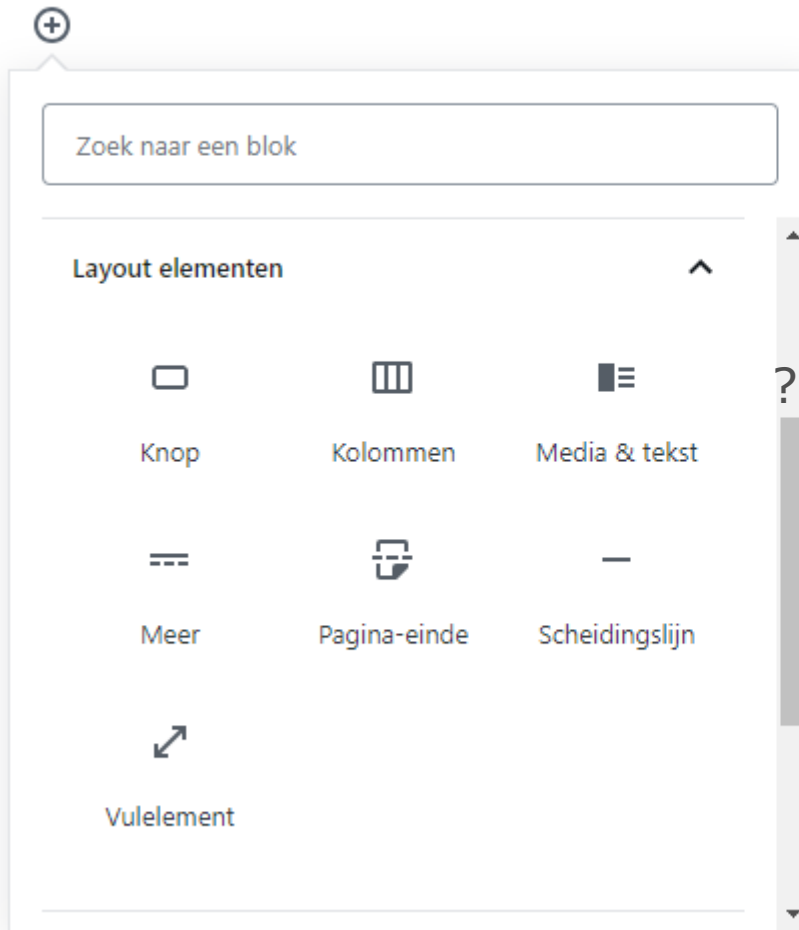 Zoek naar een blok
Layout elementen
?
Knop Kolommen Media & tekst
Meer Pagina-einde Scheidingslijn
Vulelement